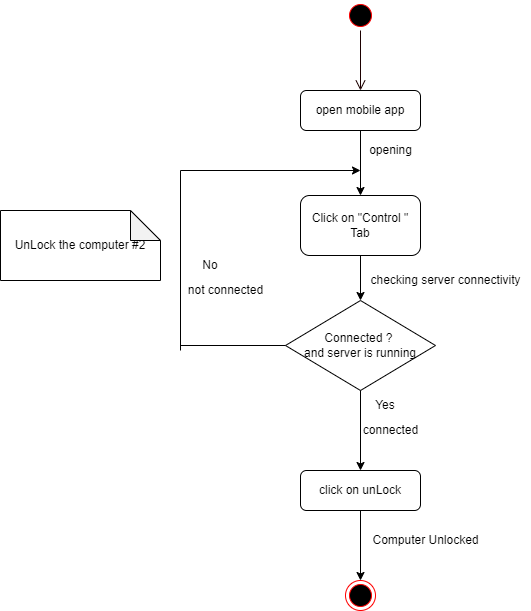 open mobile app
opening
Click on "Control "
Tab
UnLock the computer #2
No
not connected
checking server connectivity
Connected ?
and server is running
Yes
connected
click on unLock
Computer Unlocked